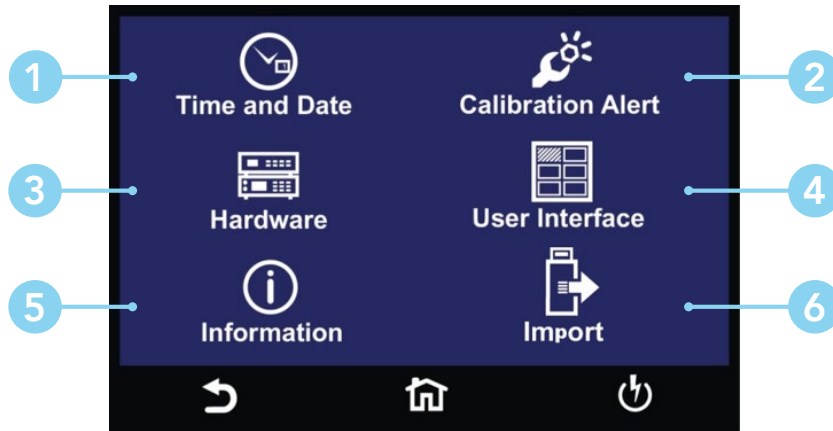 1
Time and Date
2
Calibration Alert
3
Hardware
4
User Interface
5
Information
6
Import